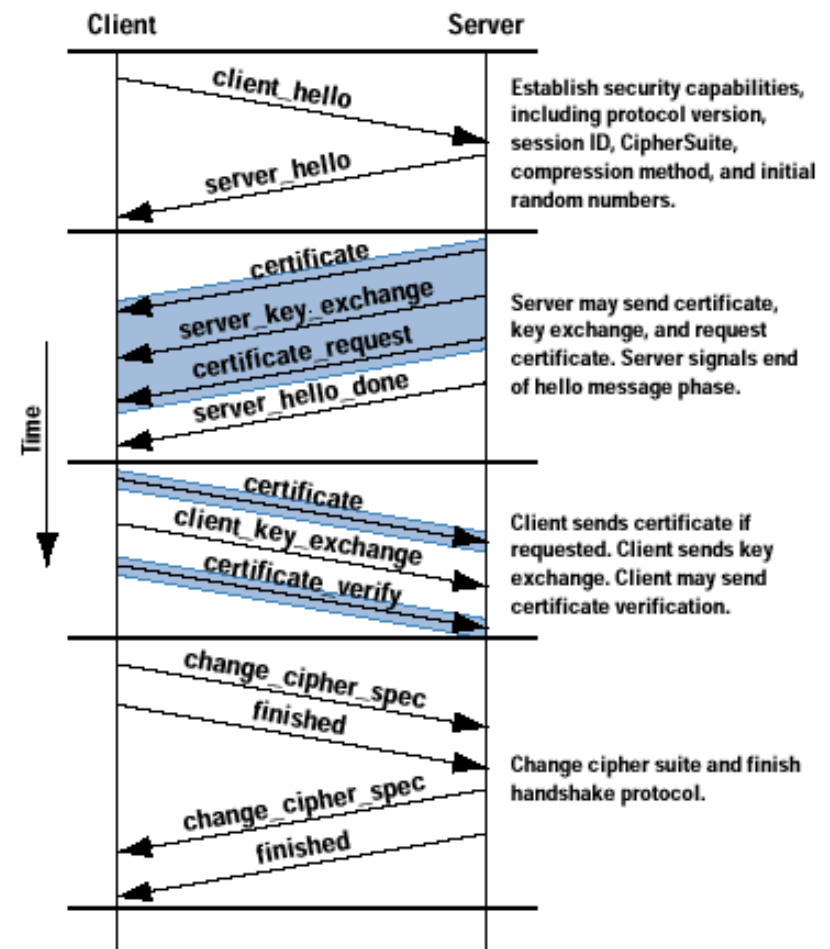 Client
Server
client_hello
server_hello
Establish security capabilities,
including protocol version,
session ID, CipherSuite,
compression method, and initial
random numbers.
certificate
server_key_exchange
certificate_request
server_hello_done
Server may send certificate,
key exchange, and request
certificate. Server signals end
of hello message phase.
Time
certificate
client_key_exchange
certificate_verify
Client sends certificate if
requested. Client sends key
exchange. Client may send
certificate verification.
change_cipher_spec
finished
change_cipher_spec
finished
Change cipher suite and finish
handshake protocol.